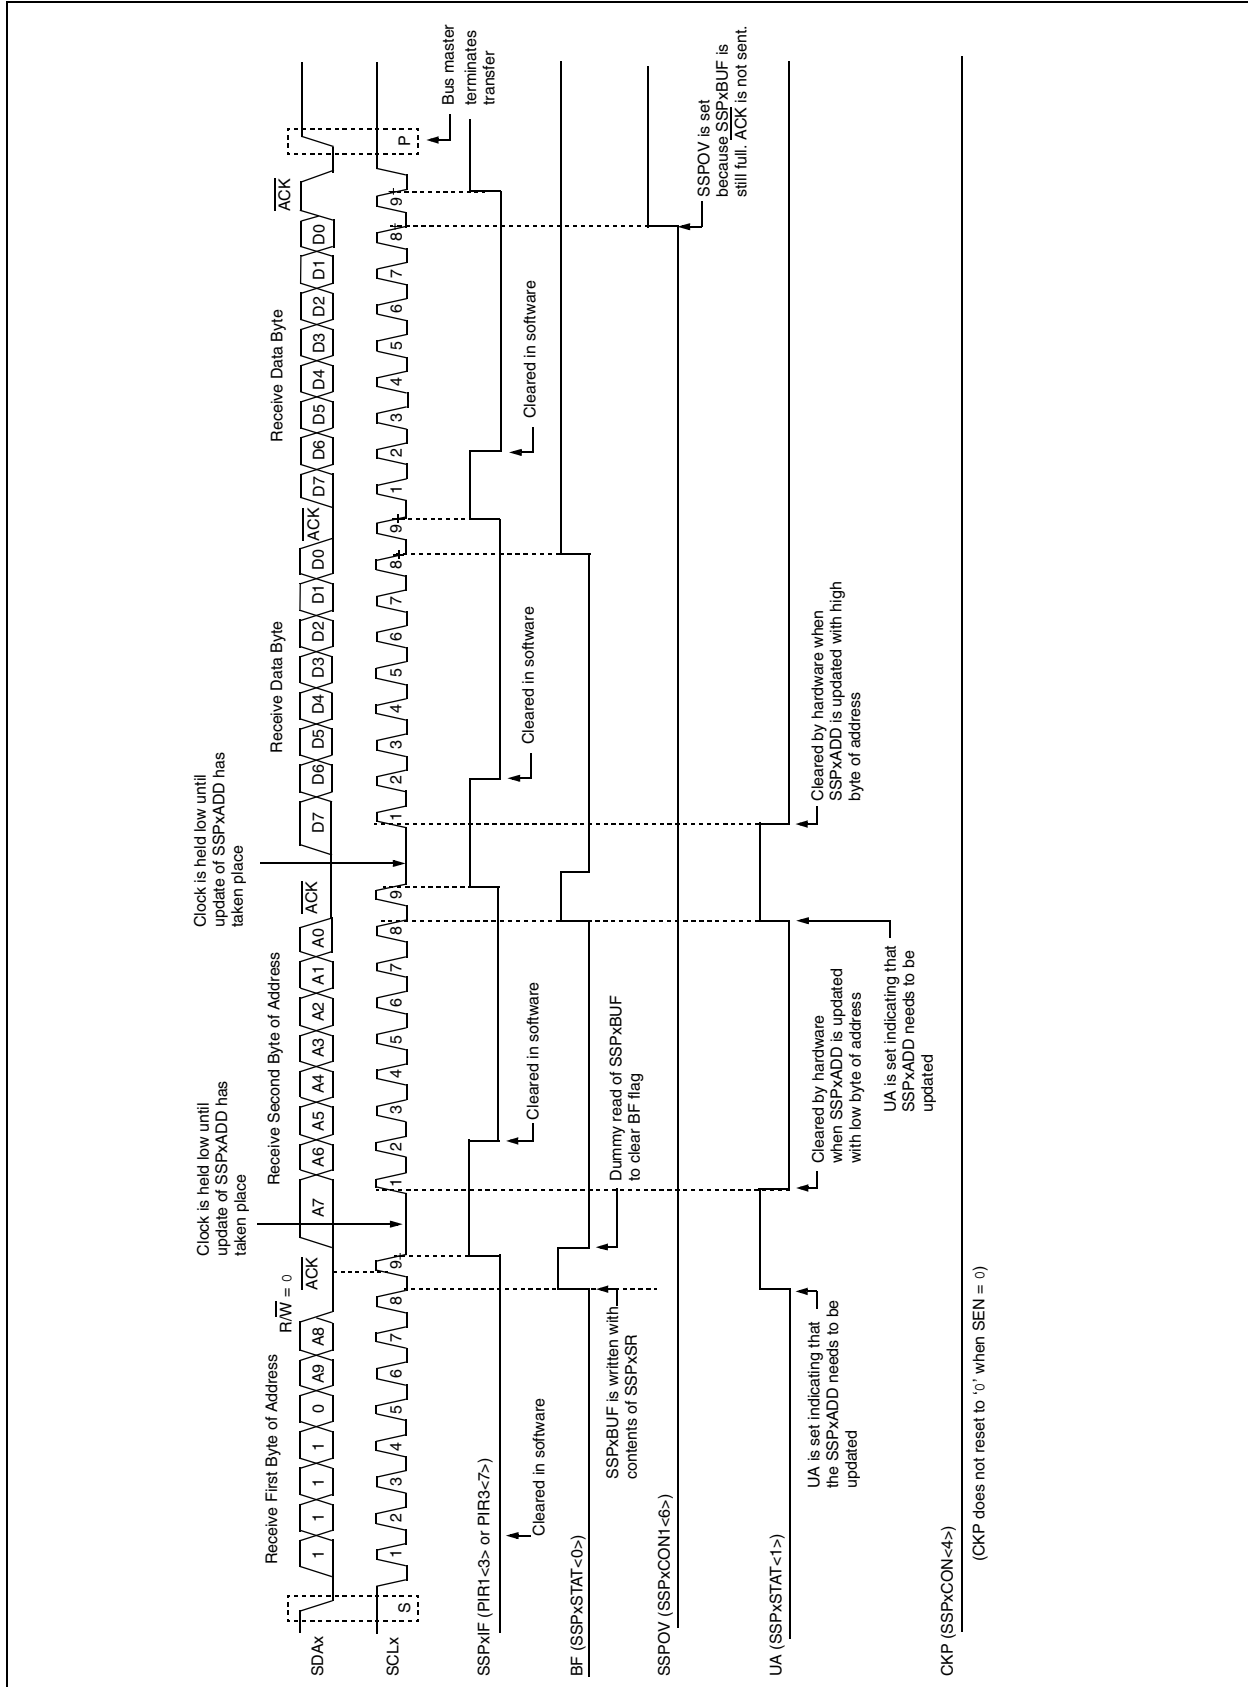 Receive First Byte of Address
R/W = 0
Receive Second Byte of Address
Receive Data Byte
Receive Data Byte
Clock is held low until
update of SSPxADD has
taken place
Clock is held low until
update of SSPxADD has
taken place
SDAx
1 1 1 1 0 A9 A8 ACK A7 A6 A5 A4 A3 A2 A1 A0 ACK D7 D6 D5 D4 D3 D2 D1 D0 ACK D7 D6 D5 D4 D3 D2 D1 D0 ACK
SCLx
S 1 2 3 4 5 6 7 8 9 1 2 3 4 5 6 7 8 9 1 2 3 4 5 6 7 8 9 1 2 3 4 5 6 7 8 9 P
Bus master
terminates
transfer
SSPxIF (PIR1<3> or PIR3<7>)
Cleared in software
Cleared in software
Cleared in software
Cleared in software
BF (SSPxSTAT<0>)
SSPxBUF is written with
contents of SSPxSR
Dummy read of SSPxBUF
to clear BF flag
SSPOV (SSPxCON1<6>)
SSPOV is set
because SSPxBUF is
still full. ACK is not sent.
UA (SSPxSTAT<1>)
UA is set indicating that
the SSPxADD needs to be
updated
Cleared by hardware
when SSPxADD is updated
with low byte of address
UA is set indicating that
SSPxADD needs to be
updated
Cleared by hardware when
SSPxADD is updated with high
byte of address
CKP (SSPxCON<4>)
(CKP does not reset to ‘0’ when SEN = 0)